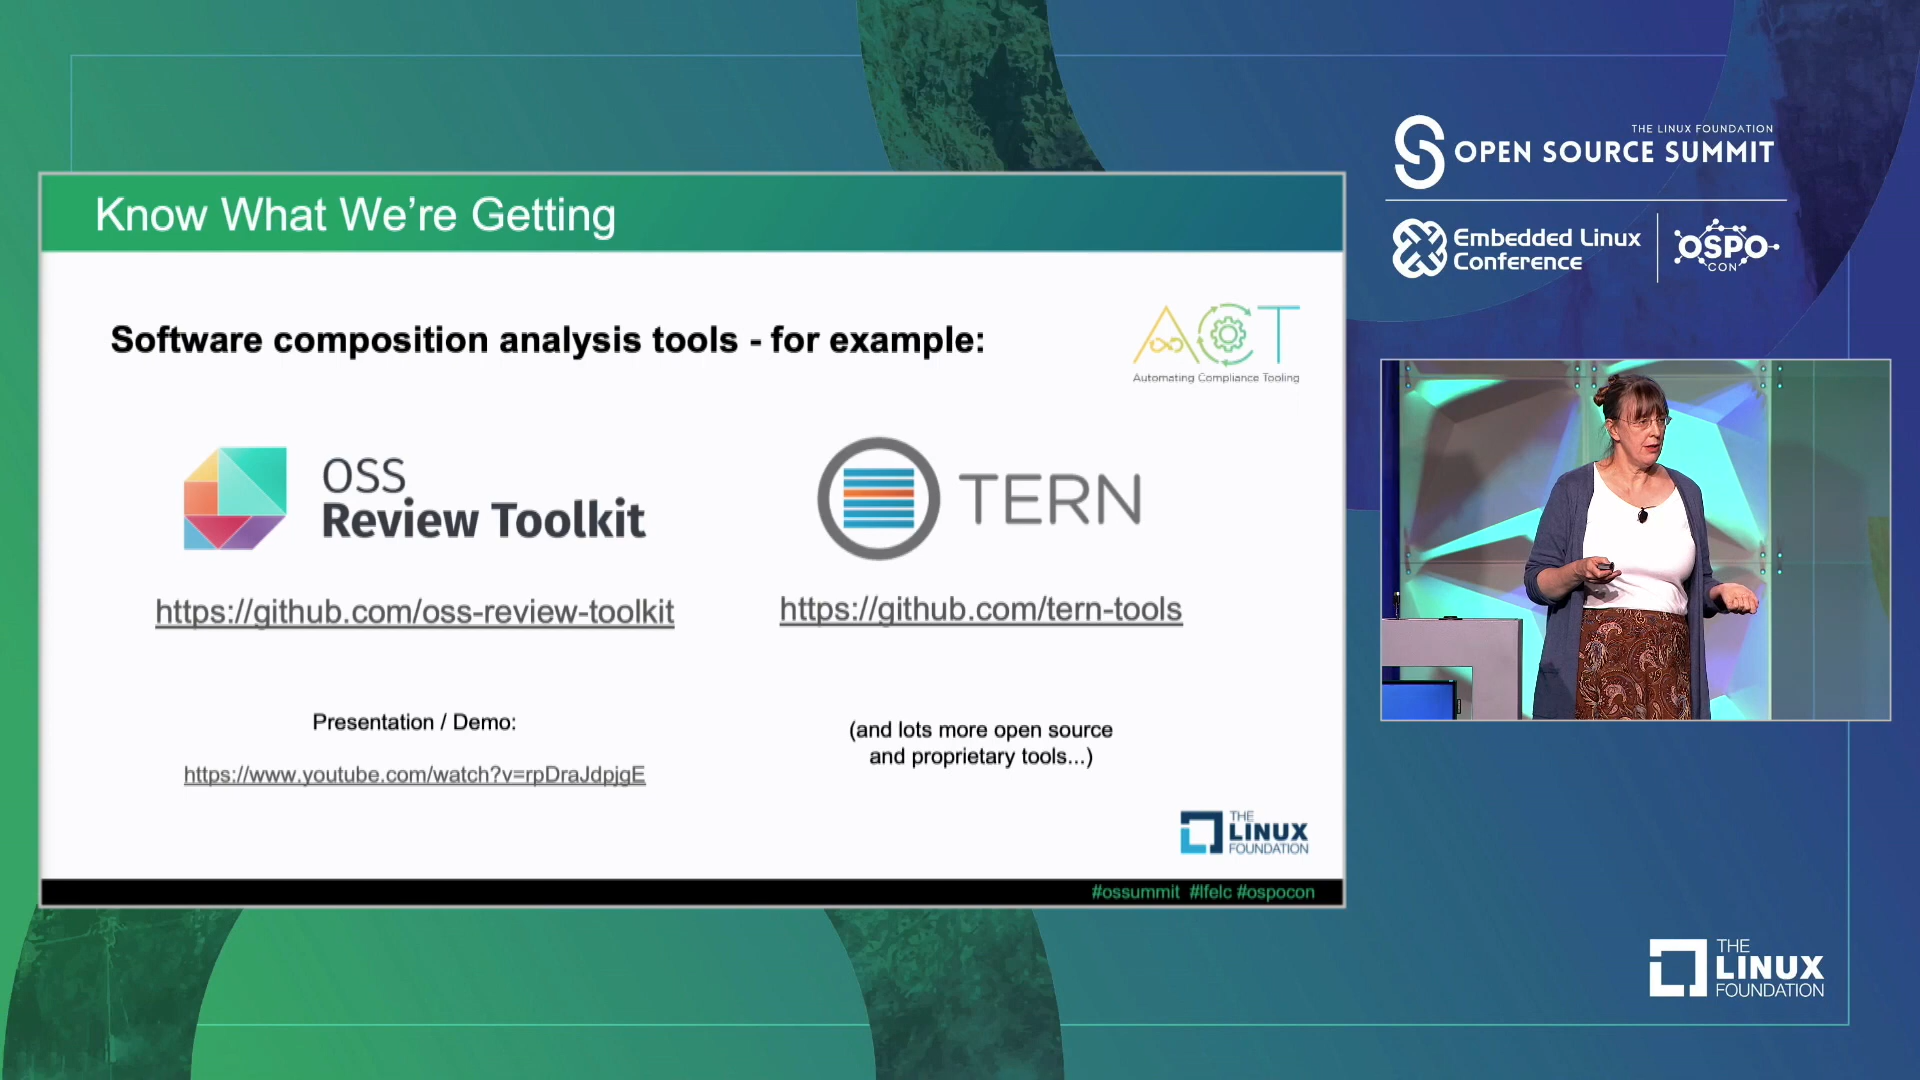 THE LINUX FOUNDATION
OPEN SOURCE SUMMIT
Embedded Linux
Conference
OSPO
CON
Know What We're Getting
Software composition analysis tools - for example:
ACT
Automating Compliance Tooling
OSS
Review Toolkit
TERN
https://github.com/oss-review-toolkit
https://github.com/tern-tools
Presentation / Demo:
https://www.youtube.com/watch?v=rpDraJdpjgE
(and lots more open source
and proprietary tools...)
THE
LINUX
FOUNDATION
#ossummit #lfelc #ospocon
THE
LINUX
FOUNDATION